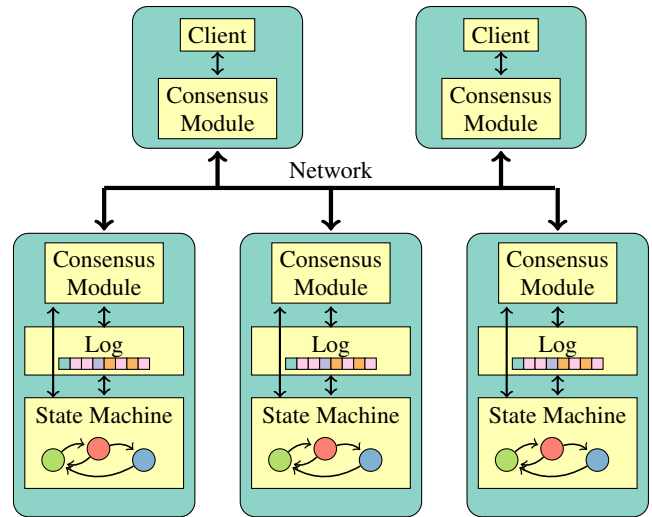 Client
Consensus
Module
Client
Consensus
Module
Network
Consensus
Module
Log
State Machine
Consensus
Module
Log
State Machine
Consensus
Module
Log
State Machine